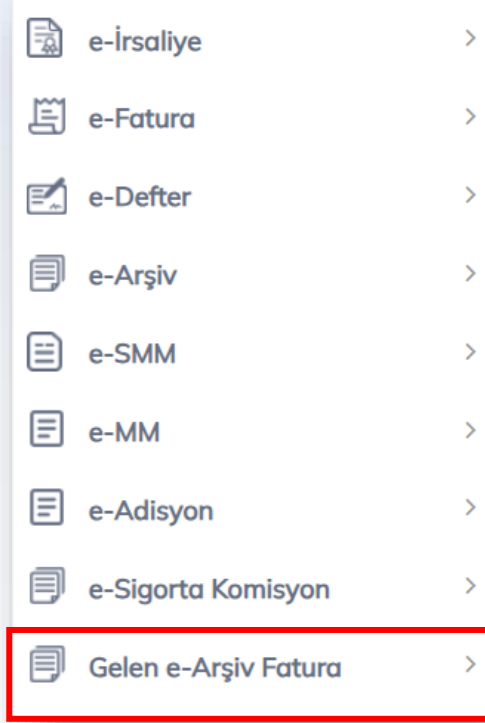 e-İrsaliye
e-Fatura
e-Defter
e-Arşiv
e-SMM
e-MM
e-Adisyon
e-Sigorta Komisyon
Gelen e-Arşiv Fatura